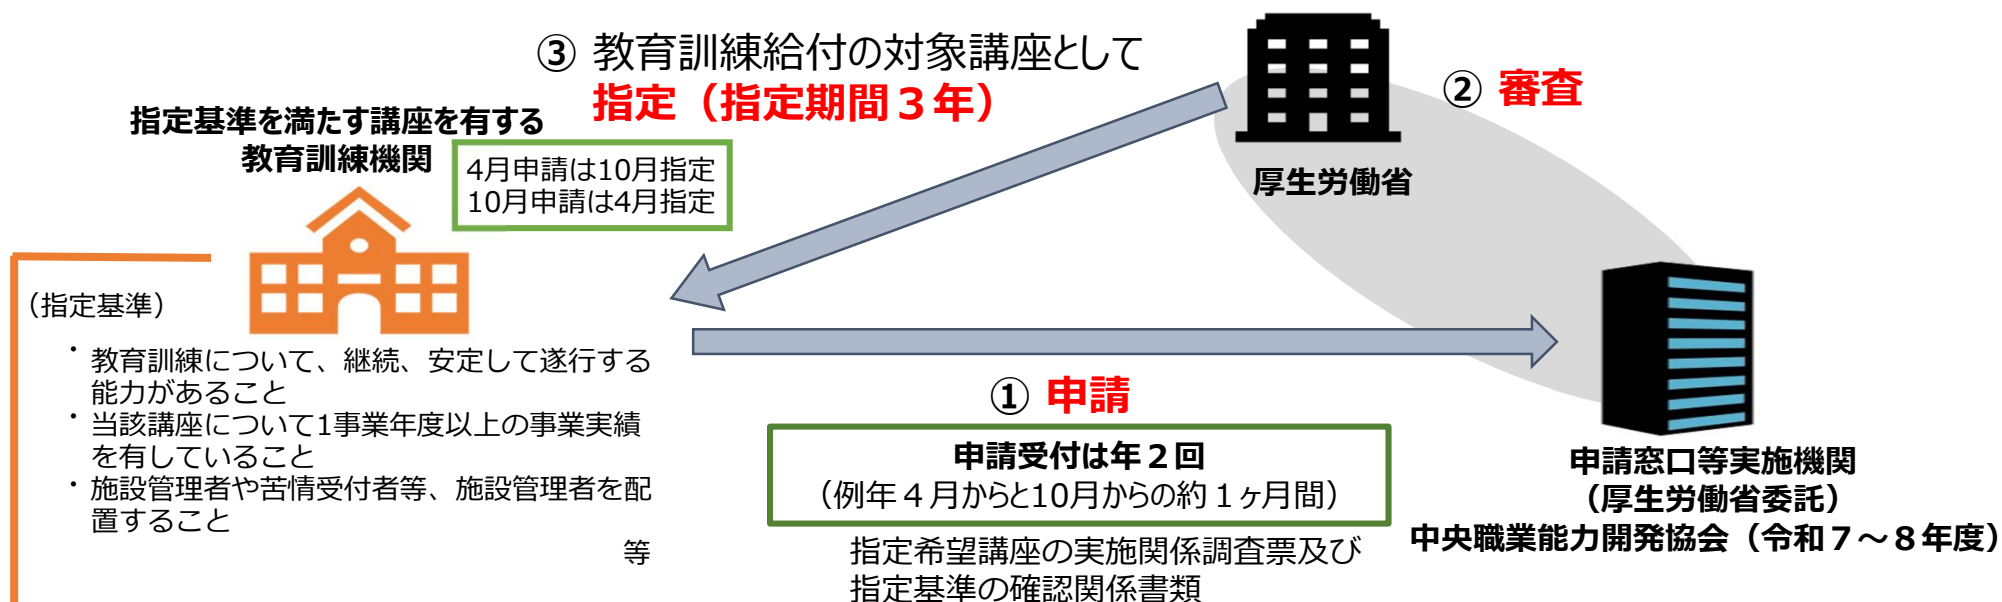 ③ 教育訓練給付の対象講座として
指定（指定期間３年）
② 審査
指定基準を満たす講座を有する
教育訓練機関
4月申請は10月指定
10月申請は4月指定
厚生労働省
（指定基準）
・教育訓練について、継続、安定して遂行する
能力があること
・当該講座について1事業年度以上の事業実績
を有していること
・施設管理者や苦情受付者等、施設管理者を配
置すること
等
① 申請
申請受付は年２回
（例年４月からと10月からの約１ヶ月間）
指定希望講座の実施関係調査票及び
指定基準の確認関係書類
申請窓口等実施機関
（厚生労働省委託）
中央職業能力開発協会（令和７～８年度）